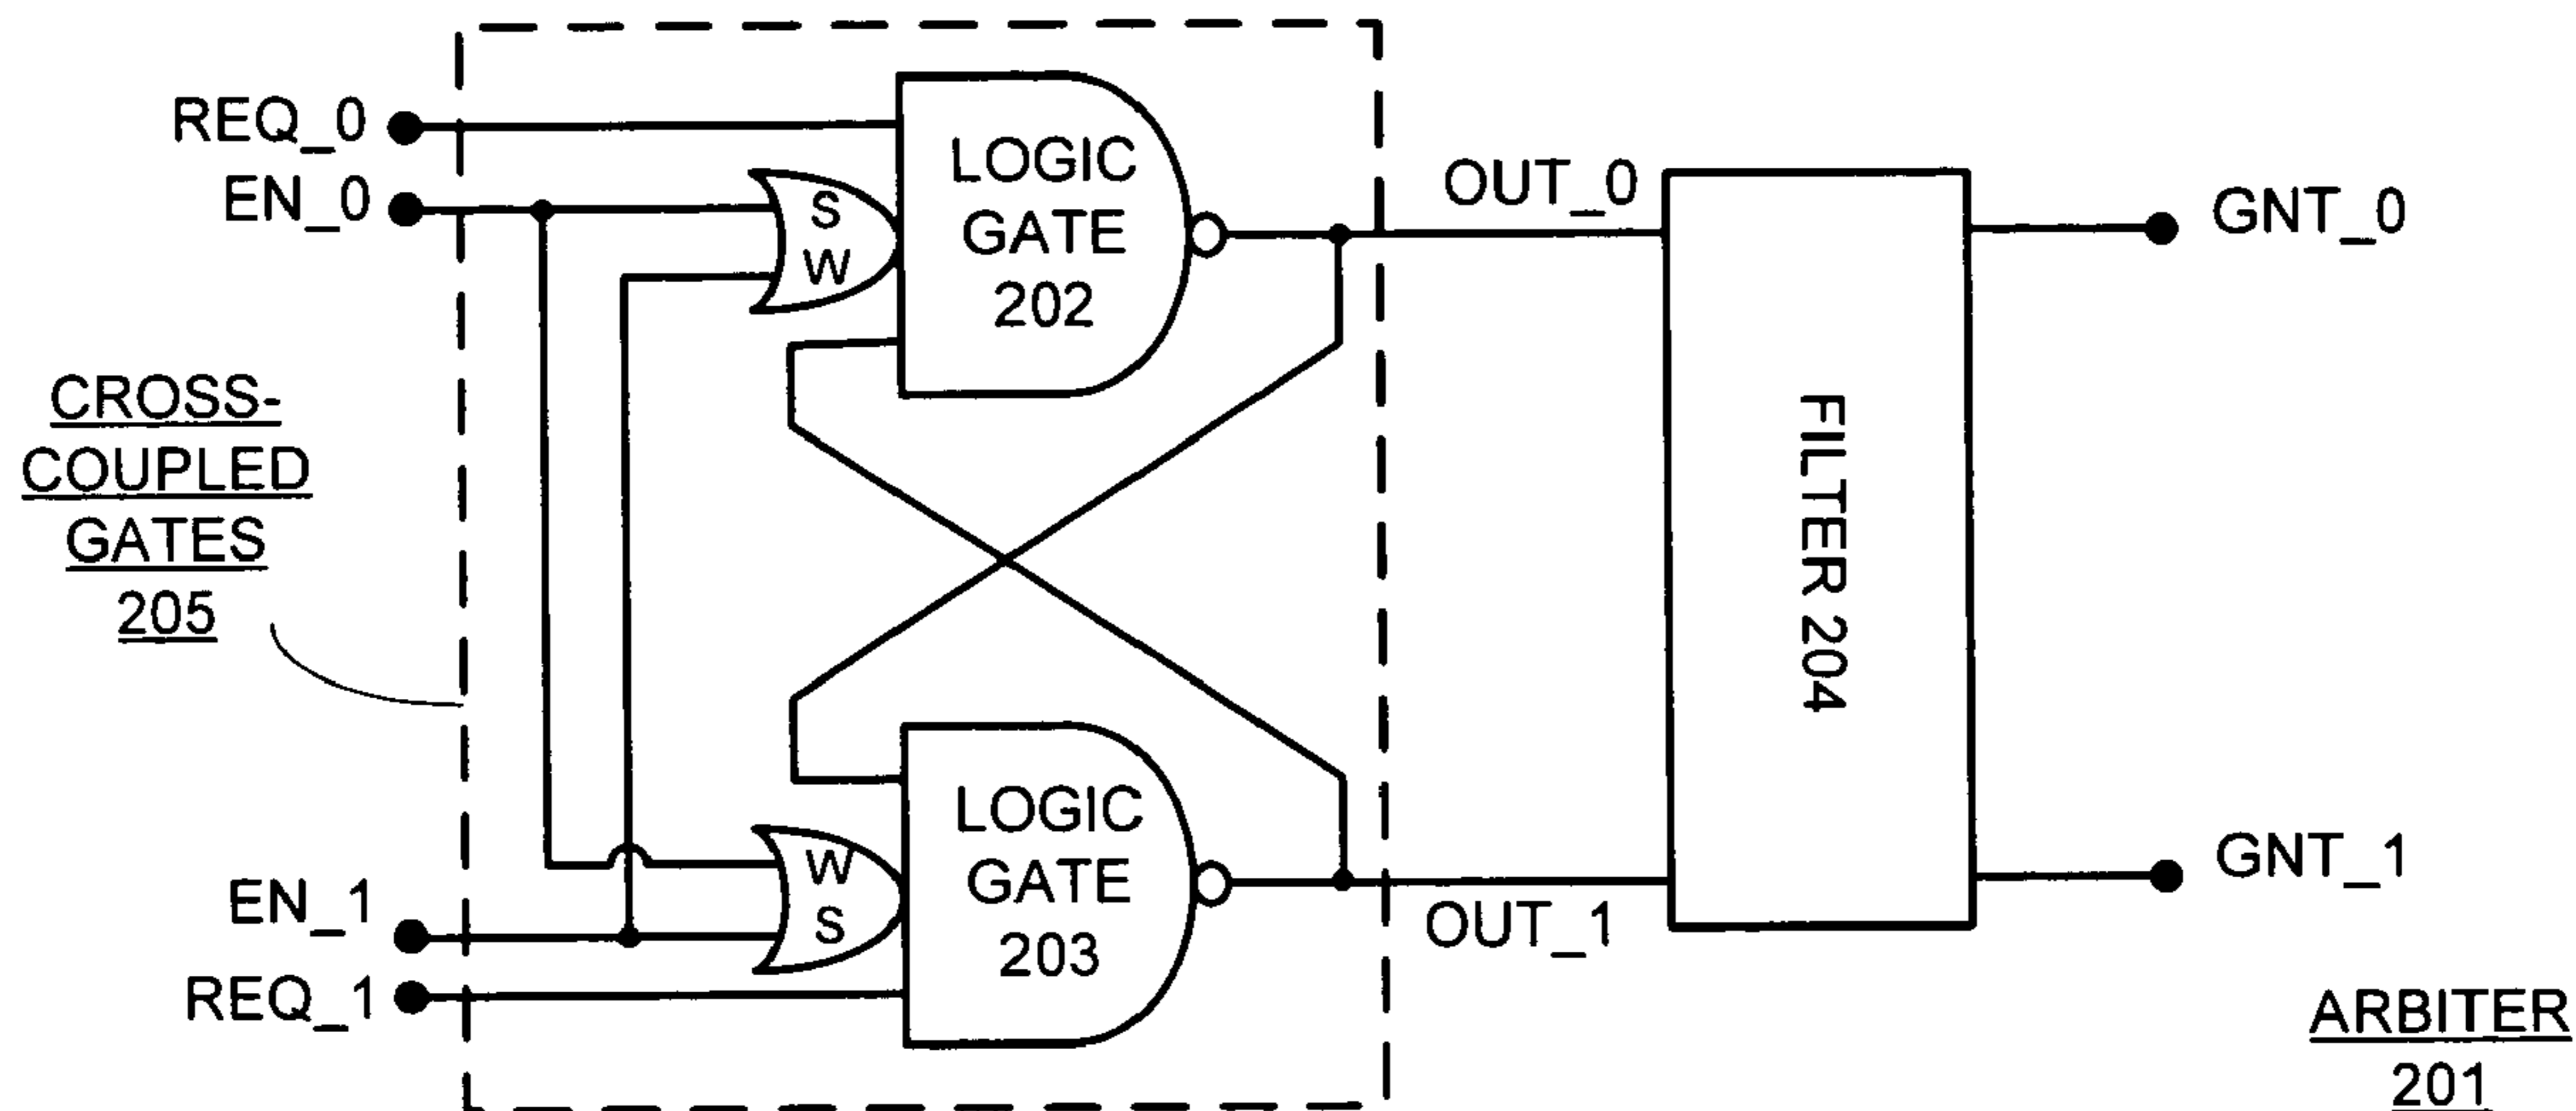 REQ_0
EN_0
S
W
LOGIC
GATE
202
OUT_0
GNT_0
CROSS-
COUPLED
GATES
205
FILTER 204
EN_1
REQ_1
W
S
LOGIC
GATE
203
OUT_1
GNT_1
ARBITER
201